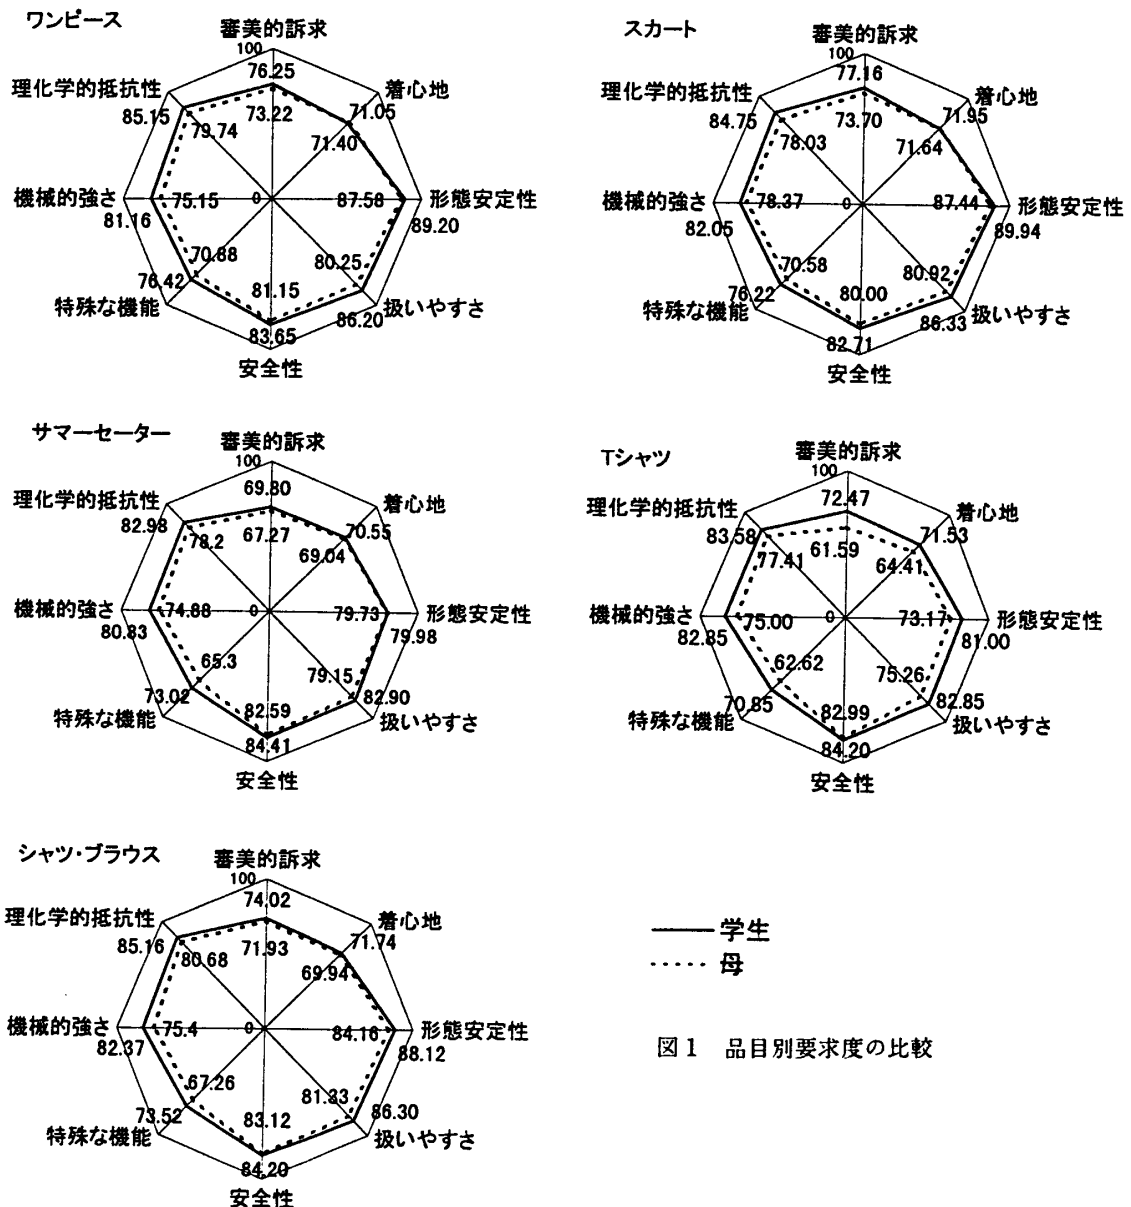 ワンピース
審美的訴求
100
76.25
理化学的抵抗性
着心地
85.15
79.74
73.22
71.05
71.40
機械的強さ
75.15
0
87.58
形態安定性
81.16
89.20
70.88
80.25
76.42
81.15
特殊な機能
86.20
扱いやすさ
83.65
安全性
スカート
審美的訴求
100
77.16
理化学的抵抗性
着心地
84.75
78.03
73.70
71.95
71.64
機械的強さ
78.37
0
87.44
形態安定性
82.05
89.94
70.58
80.92
76.22
80.00
特殊な機能
86.33
扱いやすさ
82.71
安全性
サマーセーター
審美的訴求
100
69.80
理化学的抵抗性
着心地
82.98
78.2
67.27
70.55
69.04
機械的強さ
74.88
0
79.73
形態安定性
80.83
79.98
65.3
79.15
73.02
82.59
82.90
特殊な機能
扱いやすさ
84.41
安全性
Tシャツ
審美的訴求
100
72.47
理化学的抵抗性
着心地
83.58
77.41
61.59
71.53
64.41
機械的強さ
75.00
0
73.17
形態安定性
82.85
81.00
62.62
75.26
70.85
82.99
82.85
特殊な機能
扱いやすさ
84.20
安全性
シャツ・ブラウス
審美的訴求
100
74.02
理化学的抵抗性
着心地
85.16
80.68
71.93
71.74
69.94
機械的強さ
75.4
0
84.16
形態安定性
82.37
88.12
67.26
81.33
73.52
83.12
86.30
特殊な機能
扱いやすさ
84.20
安全性
学生
母
図1 品目別要求度の比較